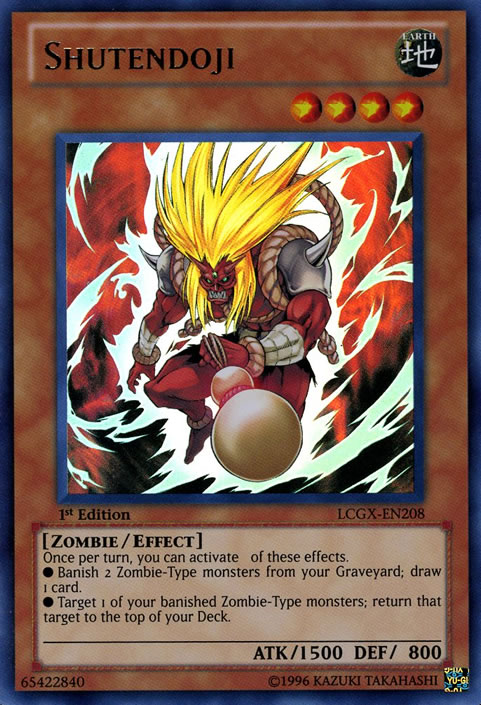 SHUTENDOJI
EARTH
地
1st Edition
LCGX-EN208
[ZOMBIE / EFFECT]
Once per turn, you can activate of these effects.
● Banish 2 Zombie-Type monsters from your Graveyard; draw
1 card.
● Target 1 of your banished Zombie-Type monsters; return that
target to the top of your Deck.
ATK/1500 DEF/ 800
65422840
©1996 KAZUKI TAKAHASHI